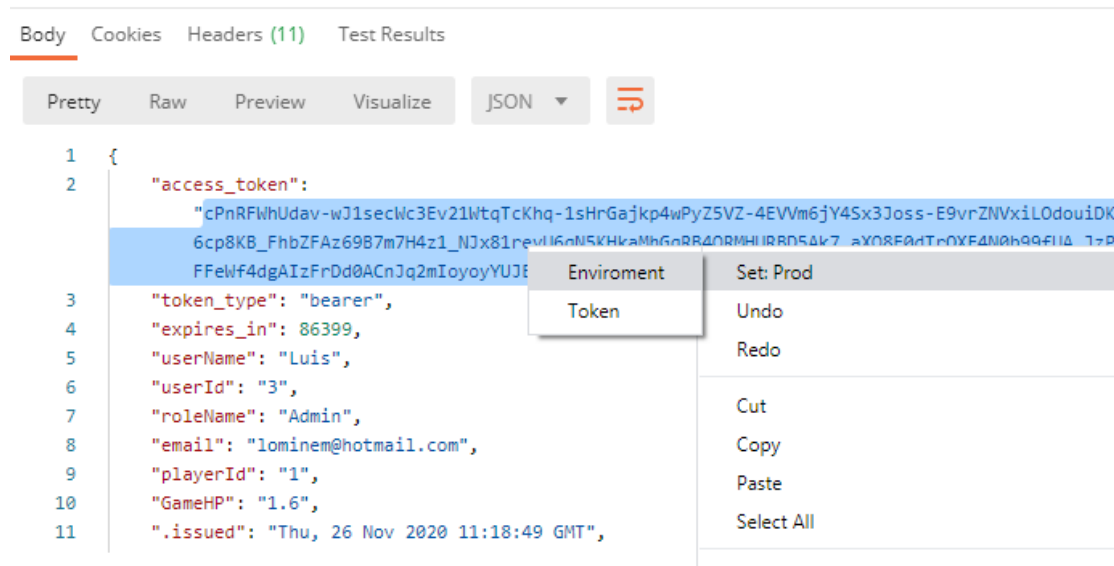 Body Cookies Headers (11) Test Results
Pretty Raw Preview Visualize JSON
1 {
2 "access_token":
"cPnRFWhUdav-wJ1secWc3Ev21WtqTcKhq-1sHrGajkp4wPyZ5VZ-4EVVm6jY4Sx3Joss-E9vrZNVxiLOdouiDK
6cp8KB_FhbZFAz69B7m7H4z1_NJx81reyU6qN5KHkaMhGgRB4ORMHURBD5Ak7_aXO8F0dTrOXF4N0h99fUA_JzP
FFeWf4dgAIzFrDd0ACnJq2mIoyoyYUJE
Enviroment Set: Prod
3 "token_type": "bearer",
Token Undo
4 "expires_in": 86399,
Redo
5 "userName": "Luis",
6 "userId": "3",
7 "roleName": "Admin",
Cut
8 "email": "lominem@hotmail.com",
Copy
9 "playerId": "1",
Paste
10 "GameHP": "1.6",
Select All
11 ".issued": "Thu, 26 Nov 2020 11:18:49 GMT",